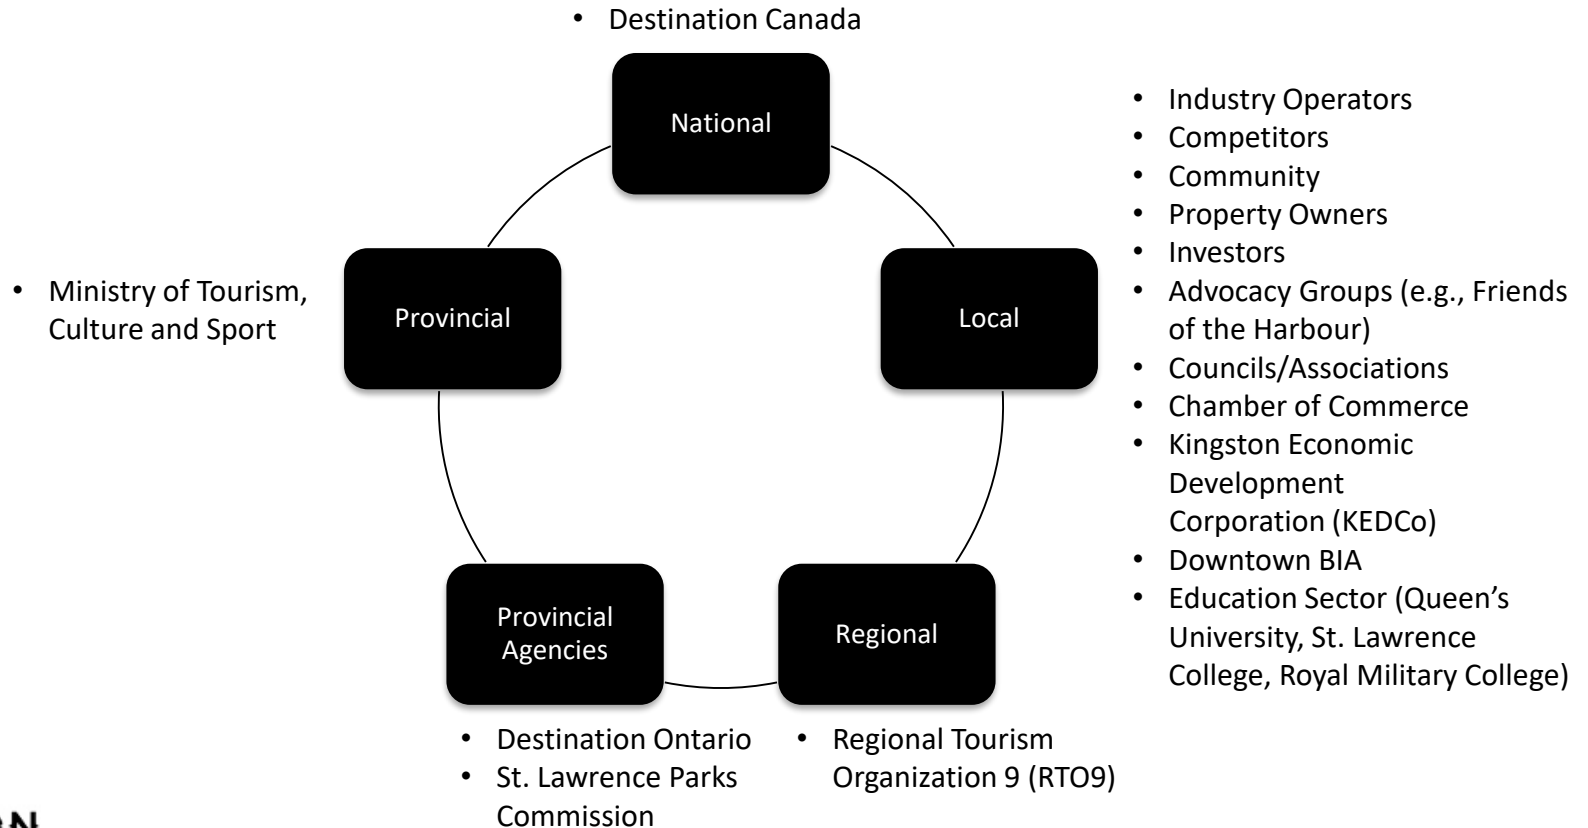 • Destination Canada
National
• Industry Operators
• Competitors
• Community
• Property Owners
• Investors
• Advocacy Groups (e.g., Friends
of the Harbour)
• Councils/Associations
• Chamber of Commerce
• Kingston Economic
Development
Corporation (KEDCo)
• Downtown BIA
• Education Sector (Queen’s
University, St. Lawrence
College, Royal Military College)
Local
• Ministry of Tourism,
Culture and Sport
Provincial
Provincial
Agencies
• Destination Ontario
• St. Lawrence Parks
Commission
Regional
• Regional Tourism
Organization 9 (RTO9)